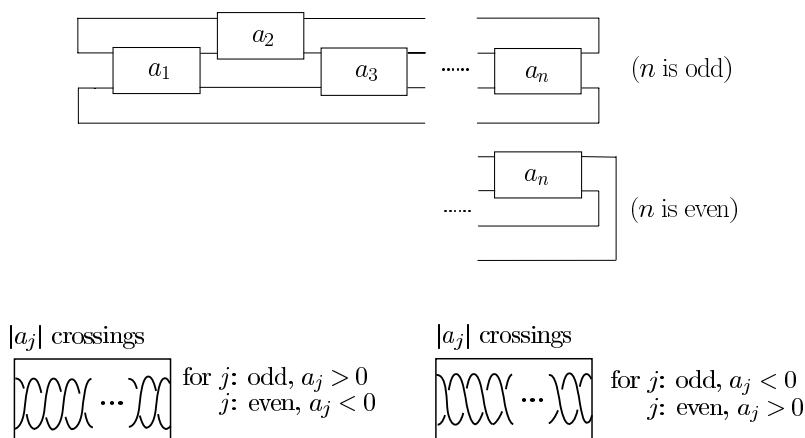 a₂
a₁ a₃ ...... aₙ (n is odd)
aₙ
...... (n is even)
|aⱼ| crossings
... for j: odd, aⱼ > 0
j: even, aⱼ < 0
|aⱼ| crossings
... for j: odd, aⱼ < 0
j: even, aⱼ > 0